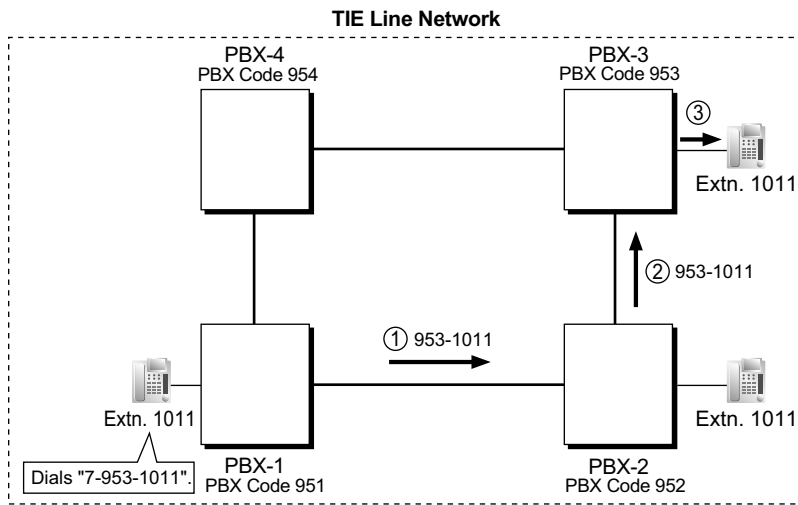 TIE Line Network
PBX-4
PBX Code 954
PBX-3
PBX Code 953
③
Extn. 1011
② 953-1011
① 953-1011
Extn. 1011
Extn. 1011
Dials "7-953-1011".
PBX-1
PBX Code 951
PBX-2
PBX Code 952